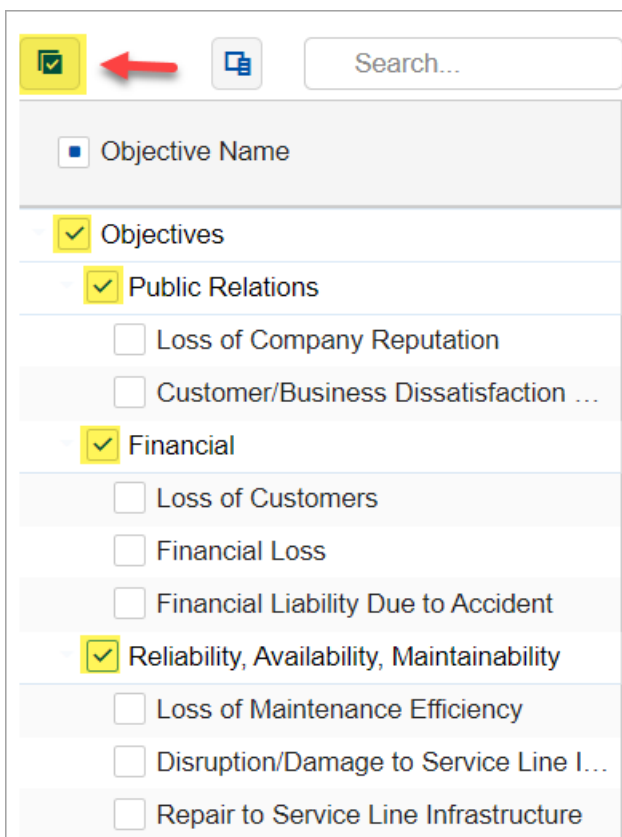 Search...
Objective Name
Objectives
Public Relations
Loss of Company Reputation
Customer/Business Dissatisfaction ...
Financial
Loss of Customers
Financial Loss
Financial Liability Due to Accident
Reliability, Availability, Maintainability
Loss of Maintenance Efficiency
Disruption/Damage to Service Line I...
Repair to Service Line Infrastructure